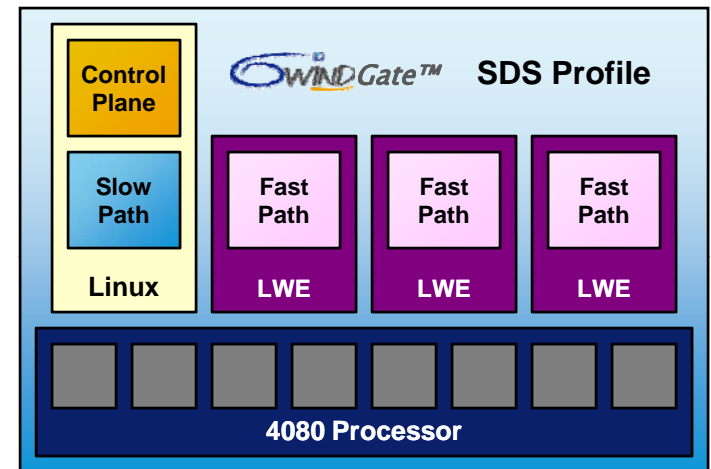 Control
Plane
6WINDGate™ SDS Profile
Slow
Path
Fast
Path
Fast
Path
Fast
Path
Linux
LWE
LWE
LWE
4080 Processor